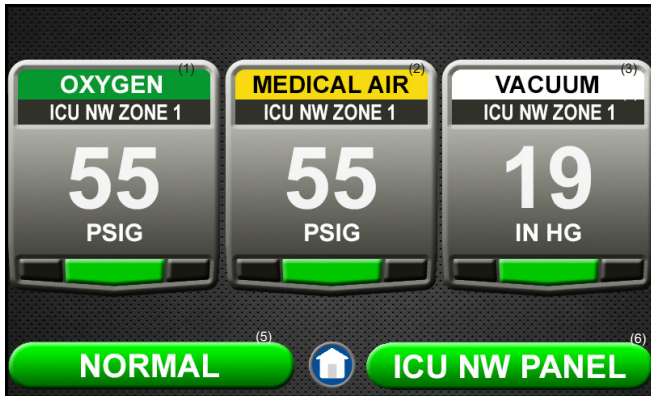 OXYGEN (1)
ICU NW ZONE 1
55
PSIG
MEDICAL AIR (2)
ICU NW ZONE 1
55
PSIG
VACUUM (3)
ICU NW ZONE 1
19
IN HG
NORMAL (5)
ICU NW PANEL (6)